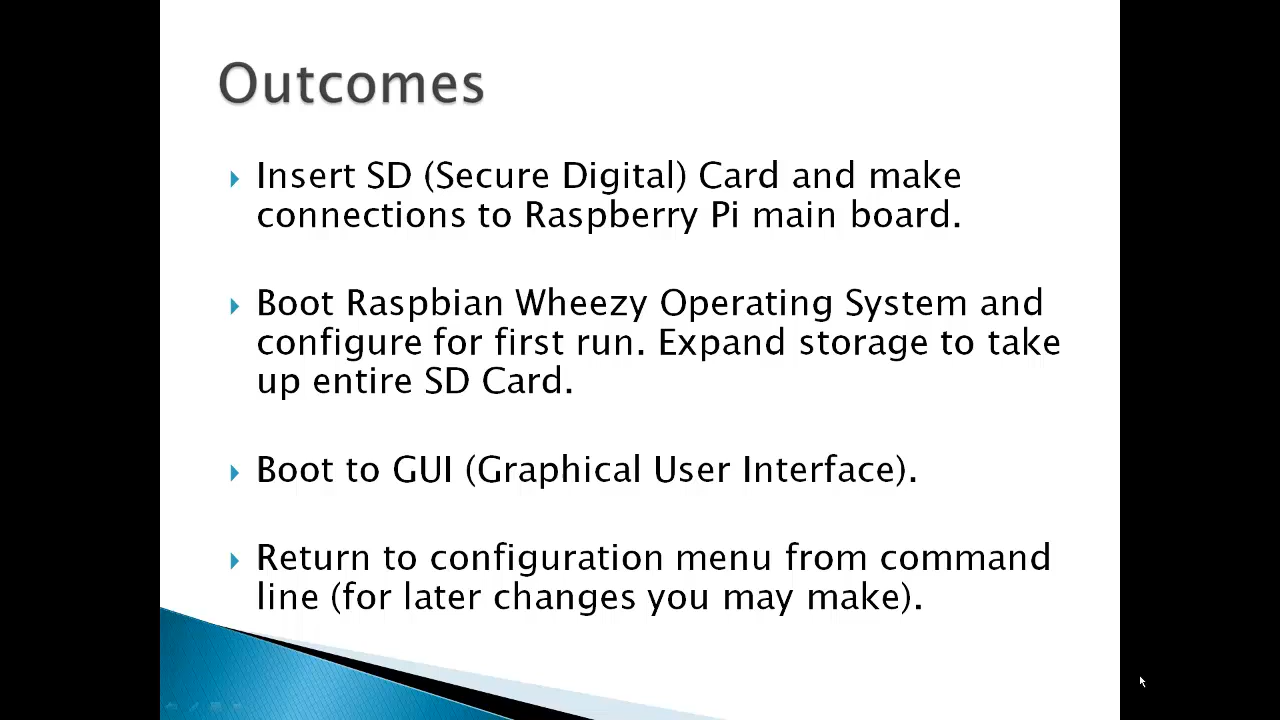 Outcomes
Insert SD (Secure Digital) Card and make
connections to Raspberry Pi main board.
Boot Raspbian Wheezy Operating System and
configure for first run. Expand storage to take
up entire SD Card.
Boot to GUI (Graphical User Interface).
Return to configuration menu from command
line (for later changes you may make).